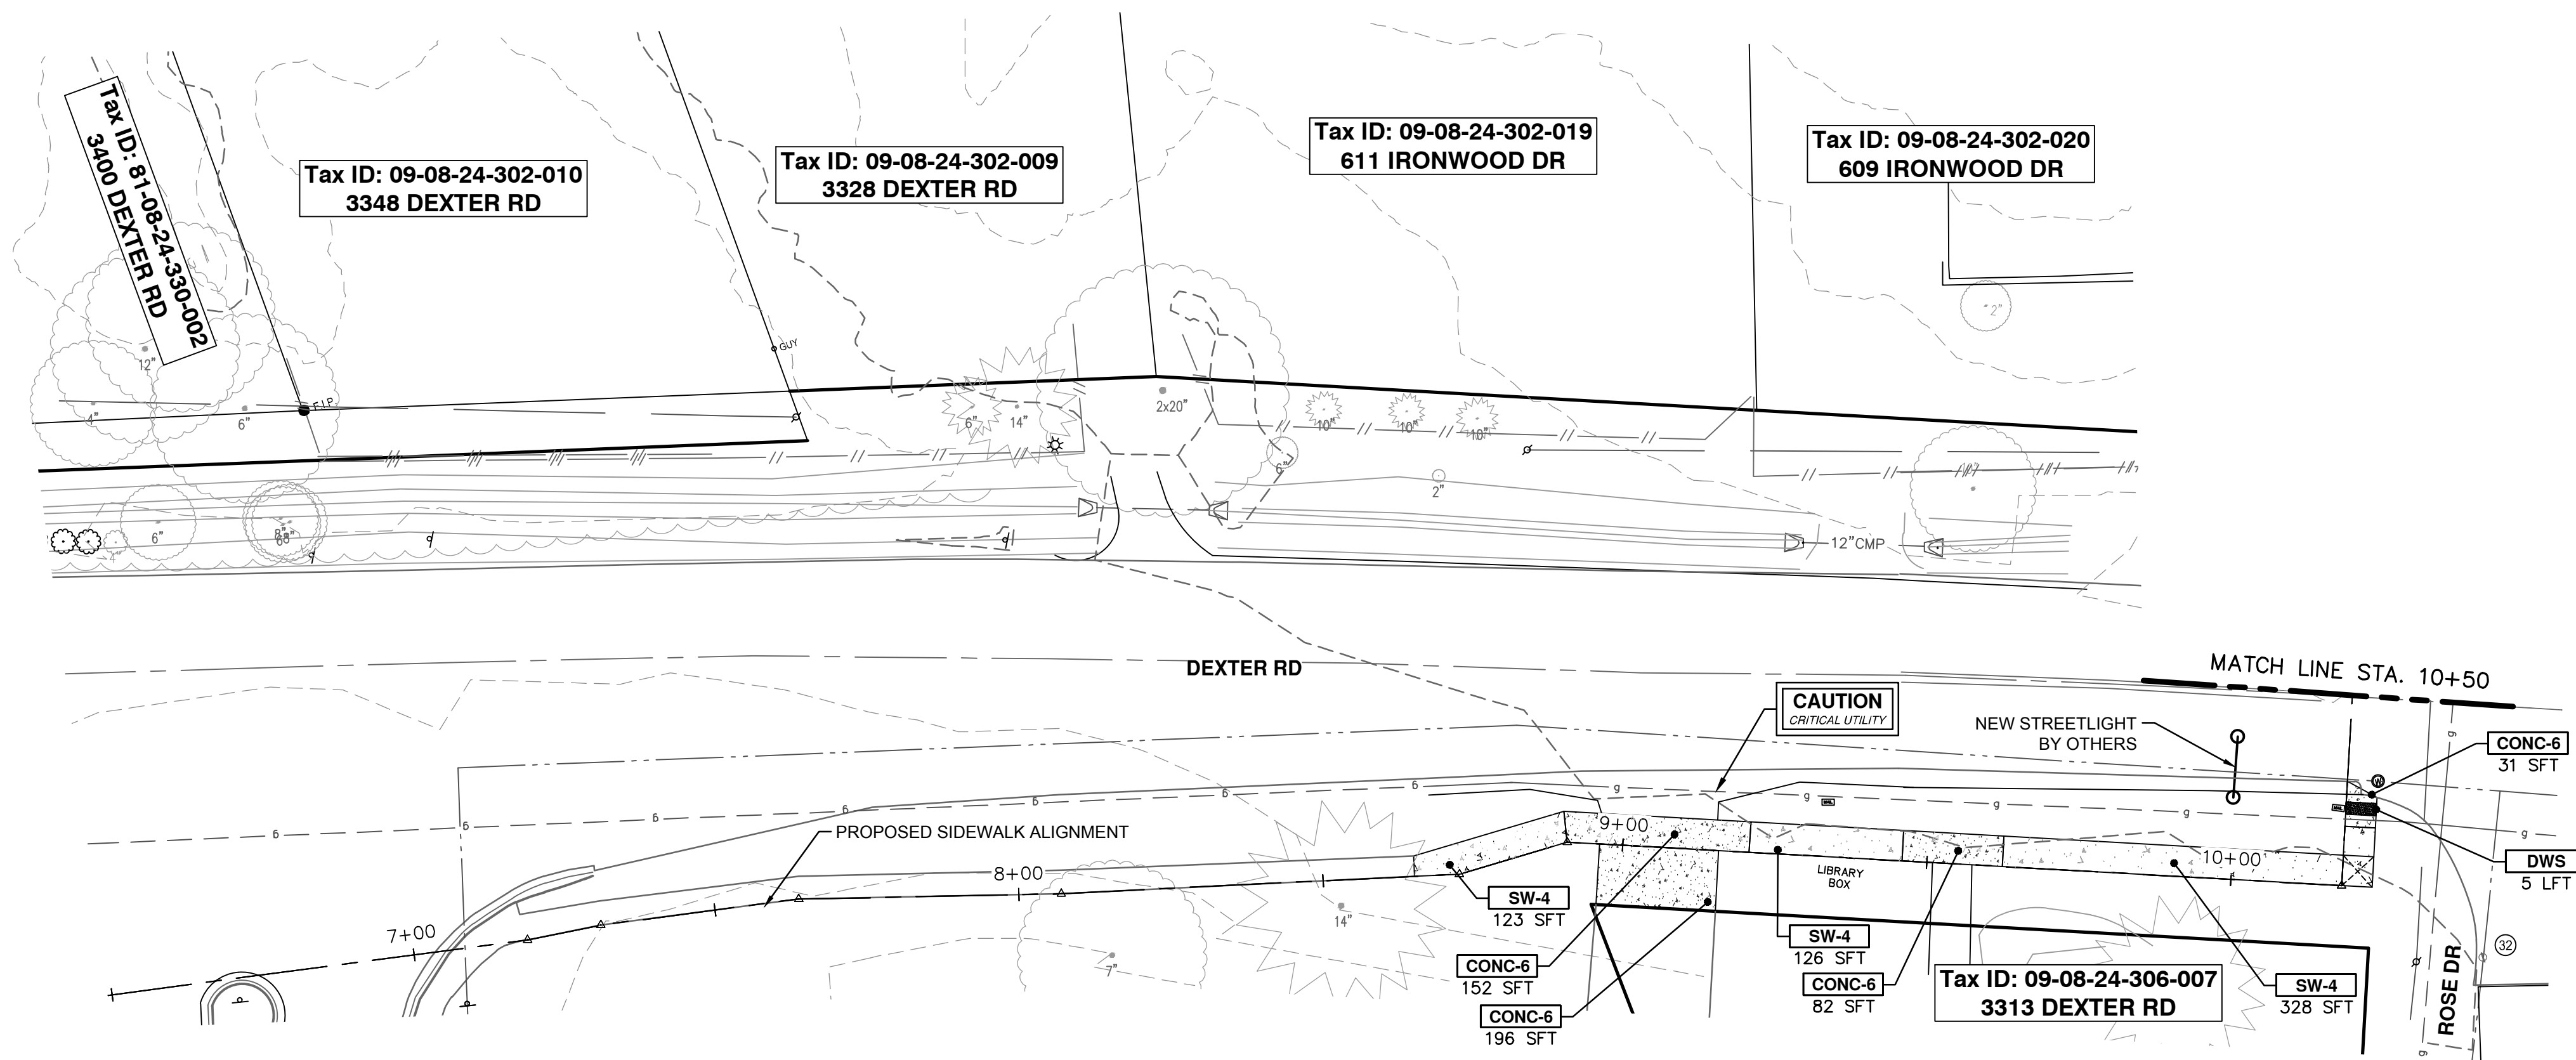 Tax ID: 81-08-24-330-002
3400 DEXTER RD
Tax ID: 09-08-24-302-010
3348 DEXTER RD
Tax ID: 09-08-24-302-009
3328 DEXTER RD
Tax ID: 09-08-24-302-019
611 IRONWOOD DR
Tax ID: 09-08-24-302-020
609 IRONWOOD DR
2"
GUY
12"
F.I.P.
4"
6"
6"
14"
2x20"
10"
10"
10"
6"
2"
6"
12"CMP
DEXTER RD
MATCH LINE STA. 10+50
CAUTION
CRITICAL UTILITY
NEW STREETLIGHT
BY OTHERS
CONC-6
31 SFT
DWS
5 LFT
PROPOSED SIDEWALK ALIGNMENT
7+00
8+00
9+00
10+00
LIBRARY
BOX
SW-4
123 SFT
14"
7"
CONC-6
152 SFT
CONC-6
196 SFT
SW-4
126 SFT
CONC-6
82 SFT
Tax ID: 09-08-24-306-007
3313 DEXTER RD
SW-4
328 SFT
32
ROSE DR
g
g
g
g
g
g
g
g
g
g
g
g
g